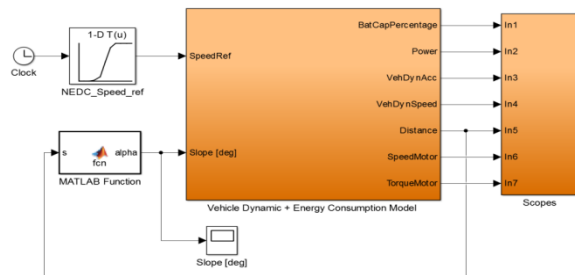 1-D T(u)
Clock
NEDC_Speed_ref
SpeedRef
BatCapPercentage
Power
VehDynAcc
VehDynSpeed
Distance
SpeedMotor
TorqueMotor
In1
In2
In3
In4
In5
In6
In7
s
fcn
alpha
MATLAB Function
Slope [deg]
Vehicle Dynamic + Energy Consumption Model
Scopes
Slope [deg]